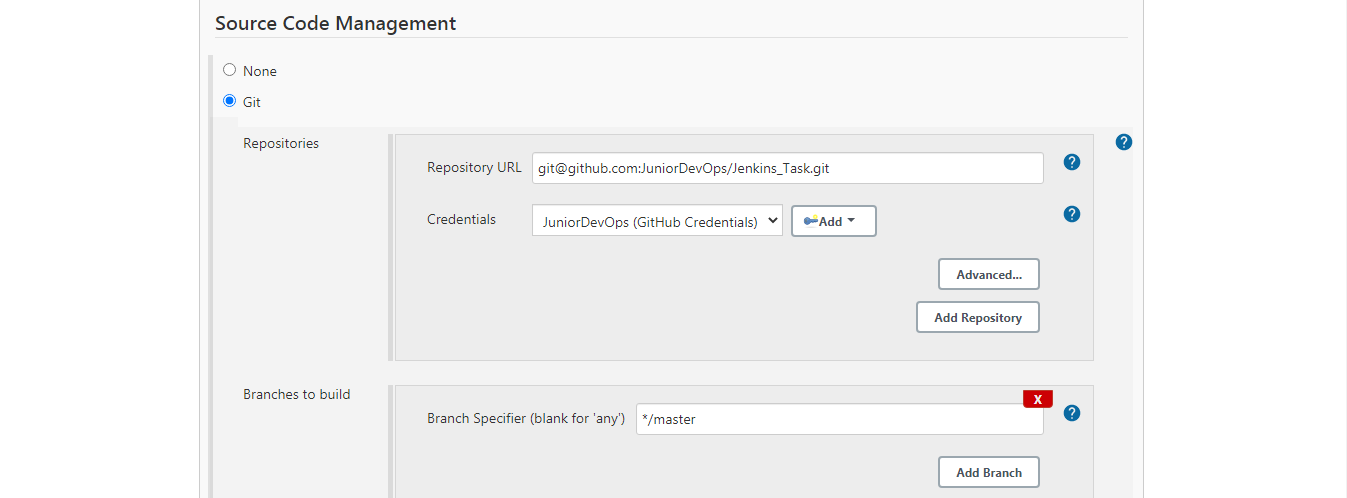 Source Code Management
None
Git
Repositories
?
Repository URL git@github.com:JuniorDevOps/Jenkins_Task.git ?
Credentials JuniorDevOps (GitHub Credentials) Add ?
Advanced...
Add Repository
Branches to build
X
Branch Specifier (blank for 'any') */master ?
Add Branch